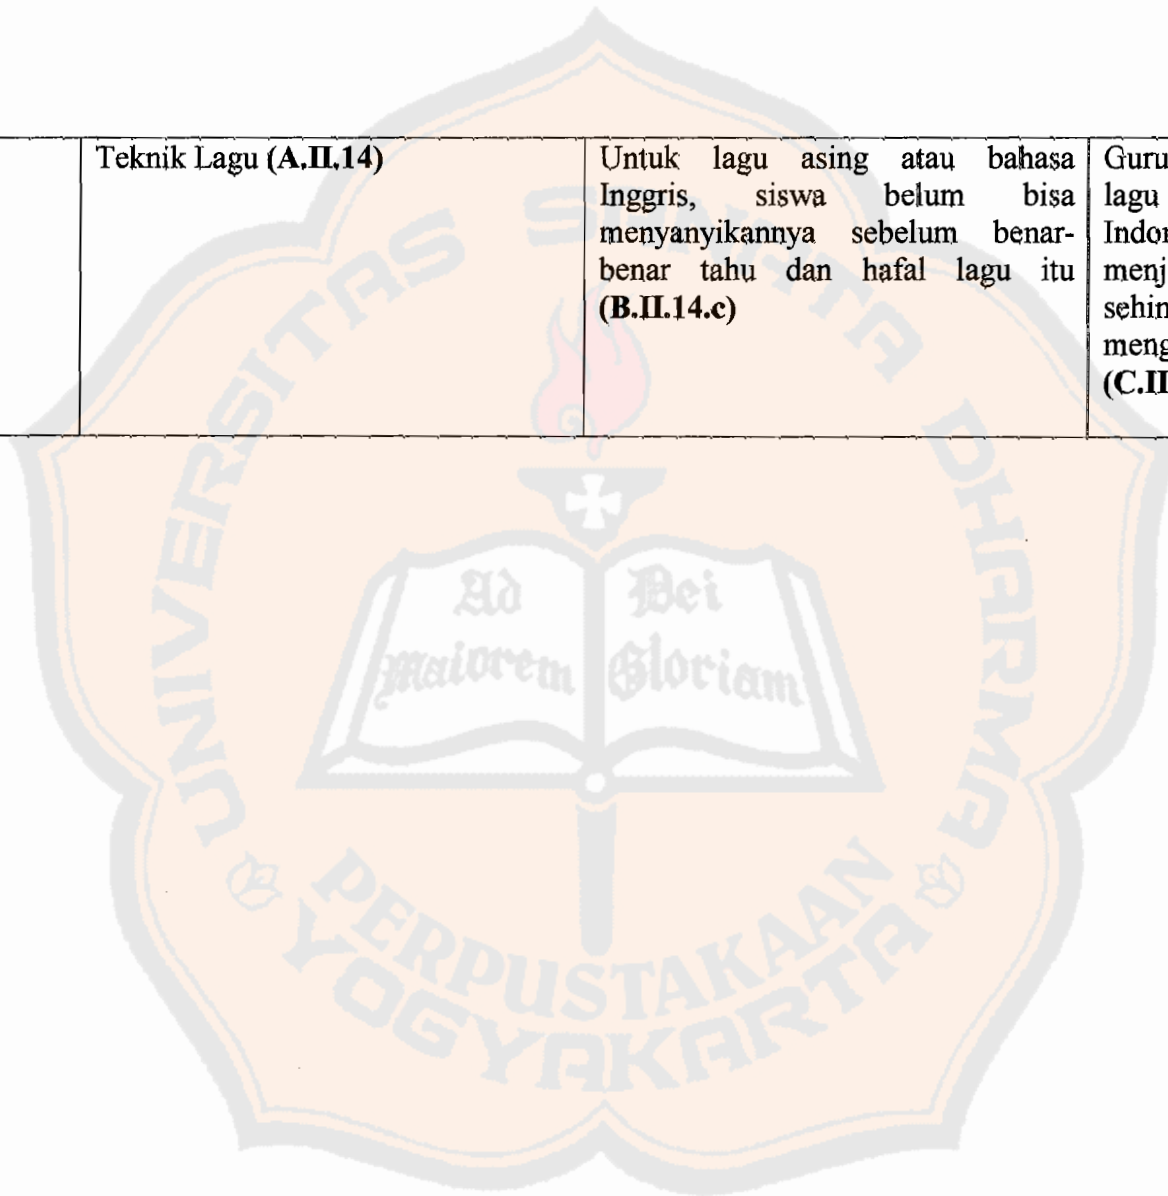 Teknik Lagu (A.II.14)
Untuk lagu asing atau bahasa
Inggris, siswa belum bisa
menyanyikannya sebelum benar-
benar tahu dan hafal lagu itu
(B.II.14.c)
Guru
lagu
(C.II
UNIVERSITAS SANATA DHARMA
Ad
maiorem
Dei
Gloriam
PERPUSTAKAAN
YOGYAKARTA